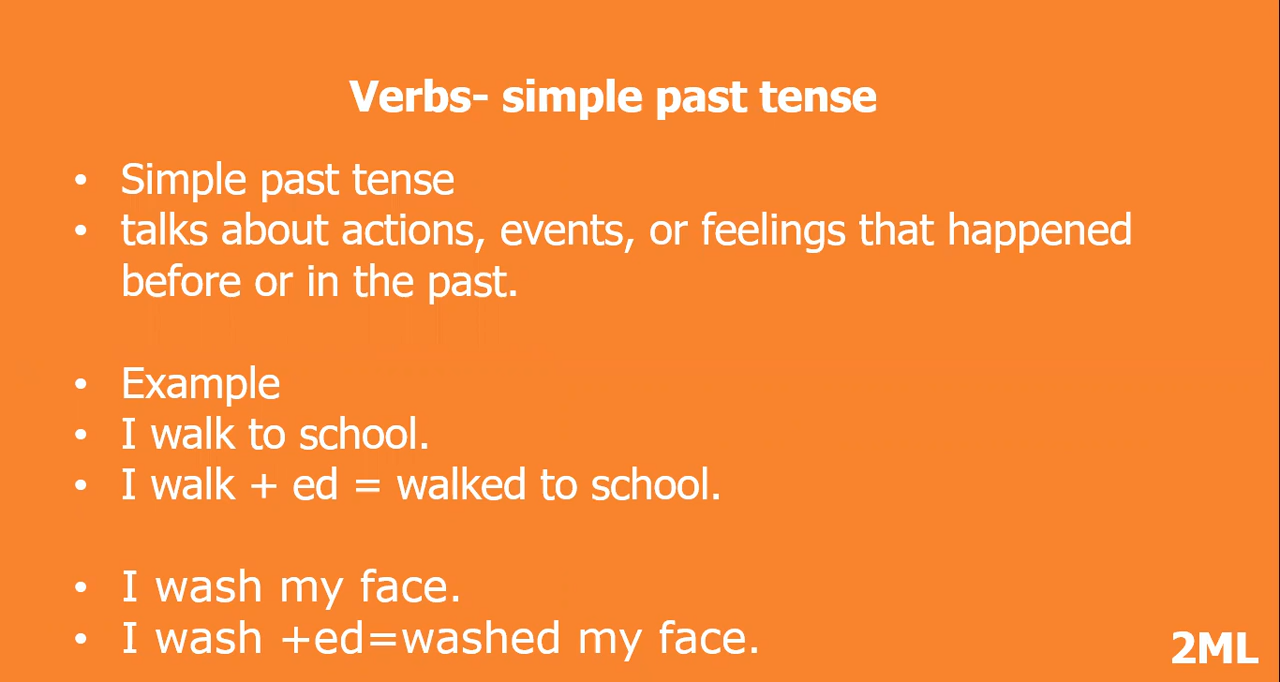 Verbs- simple past tense
• Simple past tense
• talks about actions, events, or feelings that happened
before or in the past.
• Example
• I walk to school.
• I walk + ed = walked to school.
• I wash my face.
• I wash +ed=washed my face.
2ML